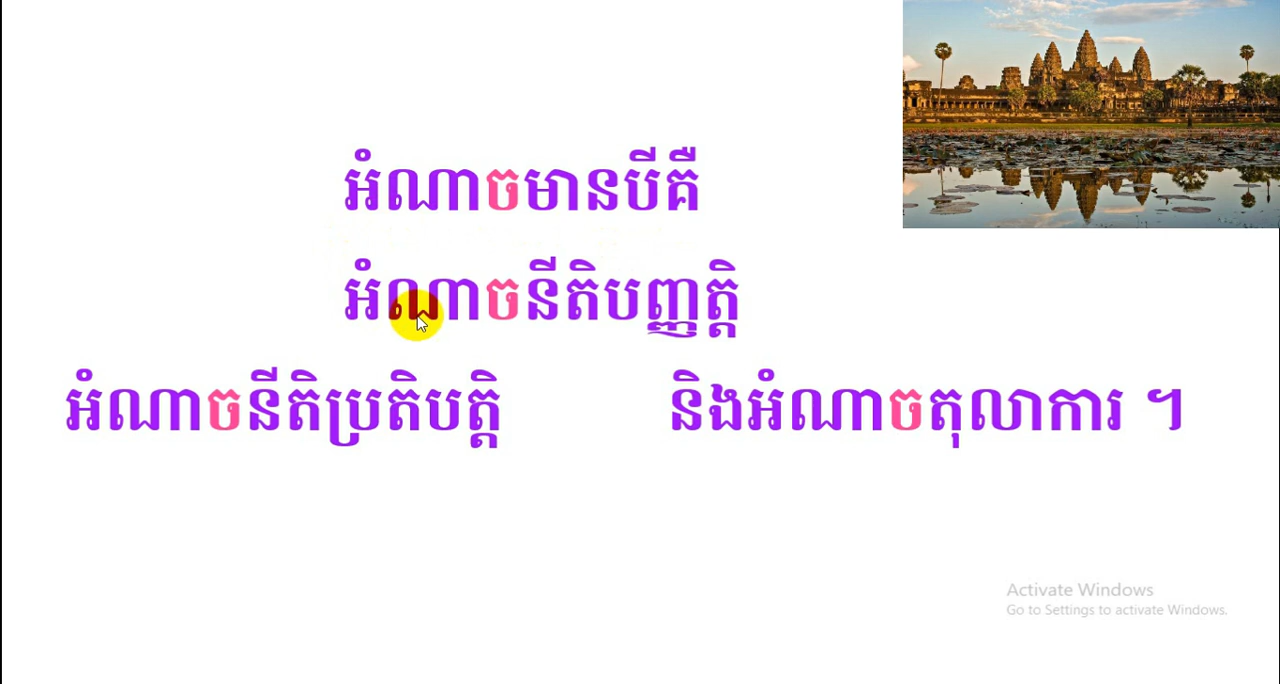 អំណាចមានបីគឺ
អំណាចនីតិបញ្ញត្តិ
អំណាចនីតិប្រតិបត្តិ និងអំណាចតុលាការ ។
Activate Windows
Go to Settings to activate Windows.